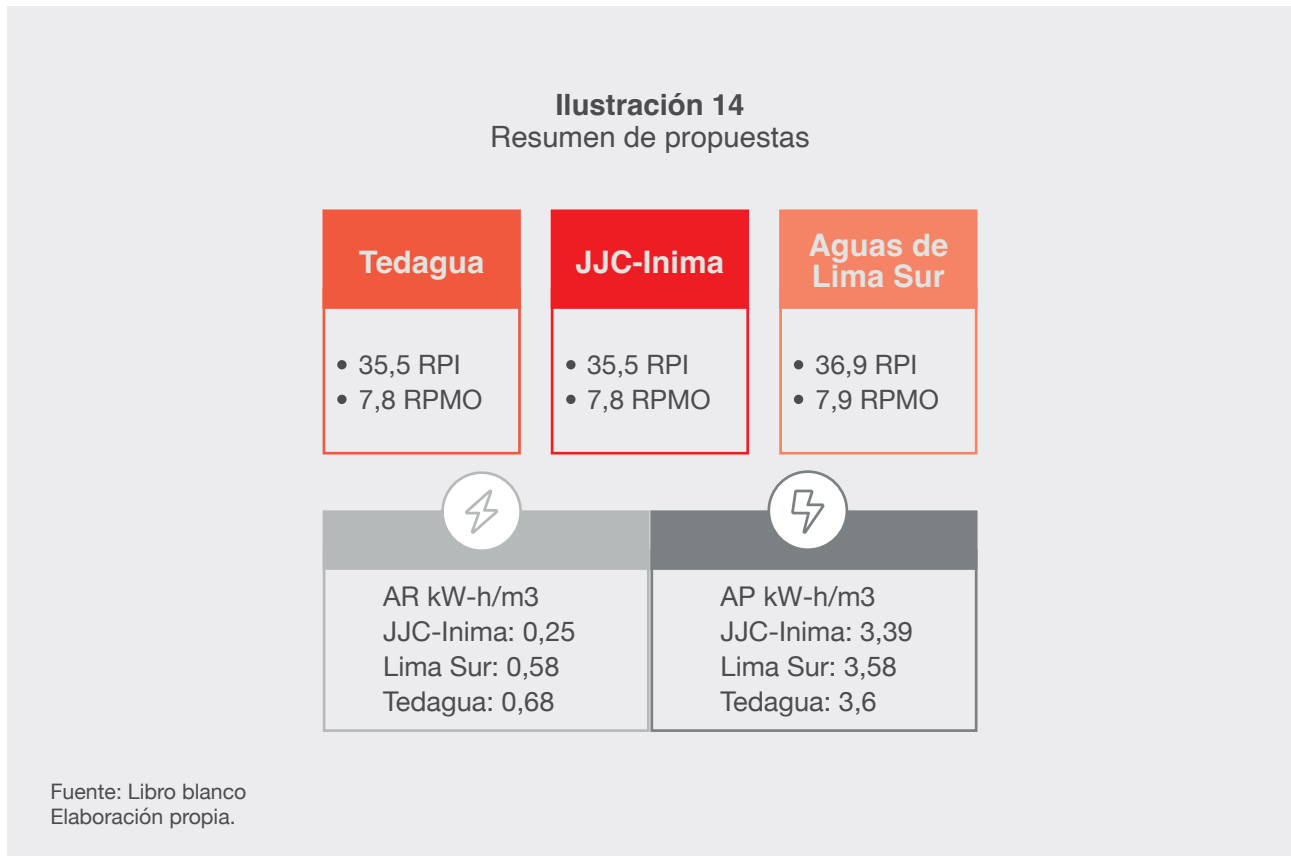 Ilustración 14
Resumen de propuestas
Tedagua
• 35,5 RPI
• 7,8 RPMO
JJC-Inima
• 35,5 RPI
• 7,8 RPMO
Aguas de
Lima Sur
• 36,9 RPI
• 7,9 RPMO
AR kW-h/m3
JJC-Inima: 0,25
Lima Sur: 0,58
Tedagua: 0,68
AP kW-h/m3
JJC-Inima: 3,39
Lima Sur: 3,58
Tedagua: 3,6
Fuente: Libro blanco
Elaboración propia.